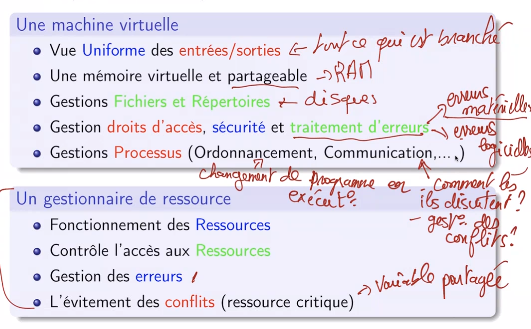 Une machine virtuelle
Vue Uniforme des entrées/sorties ← tout ce qui est branché
Une mémoire virtuelle et partageable → RAM
Gestions Fichiers et Répertoires ← disques
Gestion droits d'accès, sécurité et traitement d'erreurs
erreurs matérielles
erreurs logicielles
Gestions Processus (Ordonnancement, Communication,...)
changement de programme en exécut°
comment ils discutent ?
- gest° des conflits ?
Un gestionnaire de ressource
Fonctionnement des Ressources
Contrôle l'accès aux Ressources
Gestion des erreurs
L'évitement des conflits (ressource critique) → variable partagée